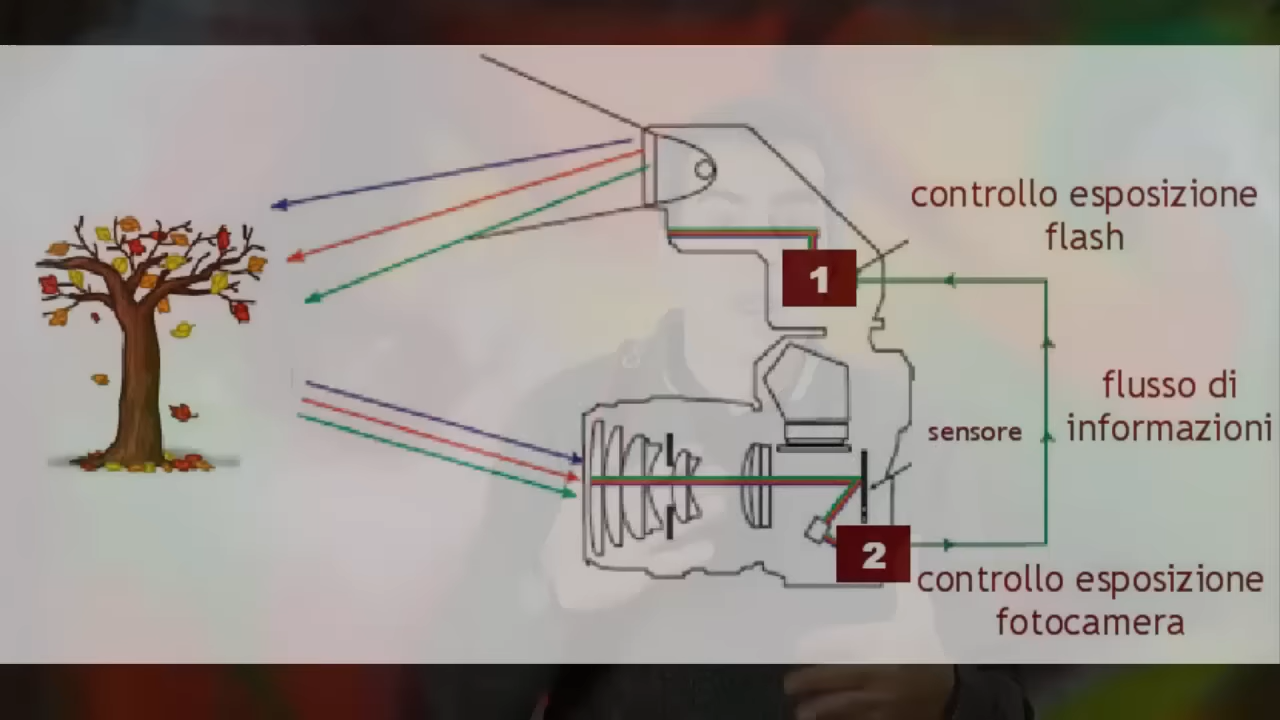 controllo esposizione
flash
1
flusso di
informazioni
sensore
2
controllo esposizione
fotocamera